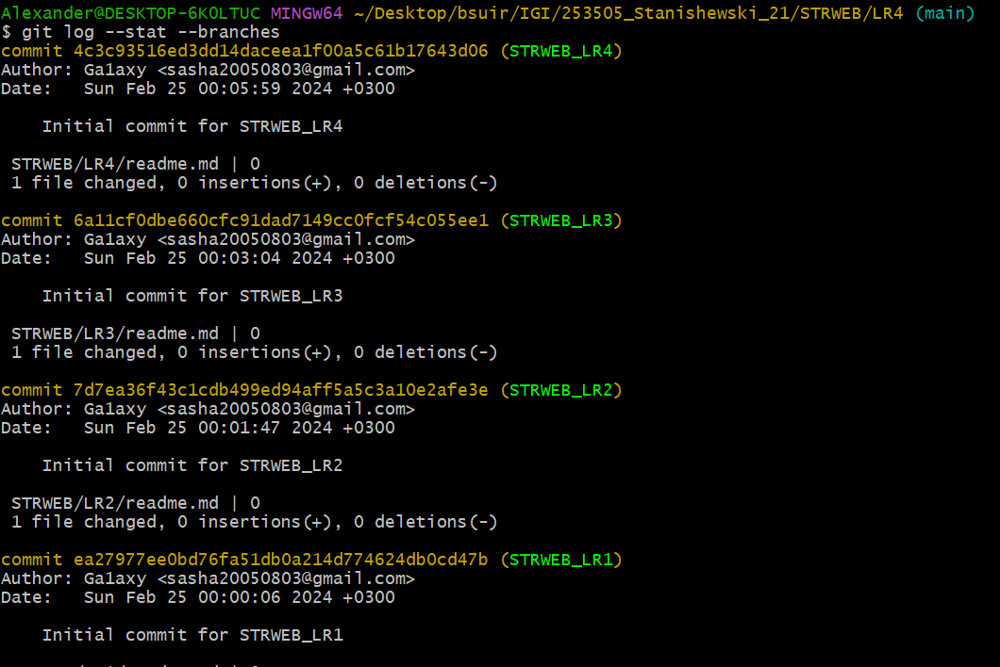 Alexander@DESKTOP-6K0LTUC MINGW64 ~/Desktop/bsuir/IGI/253505_Stanishewski_21/STRWEB/LR4 (main)
$ git log --stat --branches
commit 4c3c93516ed3dd14daceea1f00a5c61b17643d06 (STRWEB_LR4)
Author: Ga1axy <sasha20050803@gmail.com>
Date:   Sun Feb 25 00:05:59 2024 +0300
Initial commit for STRWEB_LR4
STRWEB/LR4/readme.md | 0
1 file changed, 0 insertions(+), 0 deletions(-)
commit 6a11cf0dbe660cfc91dad7149cc0fcf54c055ee1 (STRWEB_LR3)
Author: Ga1axy <sasha20050803@gmail.com>
Date:   Sun Feb 25 00:03:04 2024 +0300
Initial commit for STRWEB_LR3
STRWEB/LR3/readme.md | 0
1 file changed, 0 insertions(+), 0 deletions(-)
commit 7d7ea36f43c1cdb499ed94aff5a5c3a10e2afe3e (STRWEB_LR2)
Author: Ga1axy <sasha20050803@gmail.com>
Date:   Sun Feb 25 00:01:47 2024 +0300
Initial commit for STRWEB_LR2
STRWEB/LR2/readme.md | 0
1 file changed, 0 insertions(+), 0 deletions(-)
commit ea27977ee0bd76fa51db0a214d774624db0cd47b (STRWEB_LR1)
Author: Ga1axy <sasha20050803@gmail.com>
Date:   Sun Feb 25 00:00:06 2024 +0300
Initial commit for STRWEB_LR1